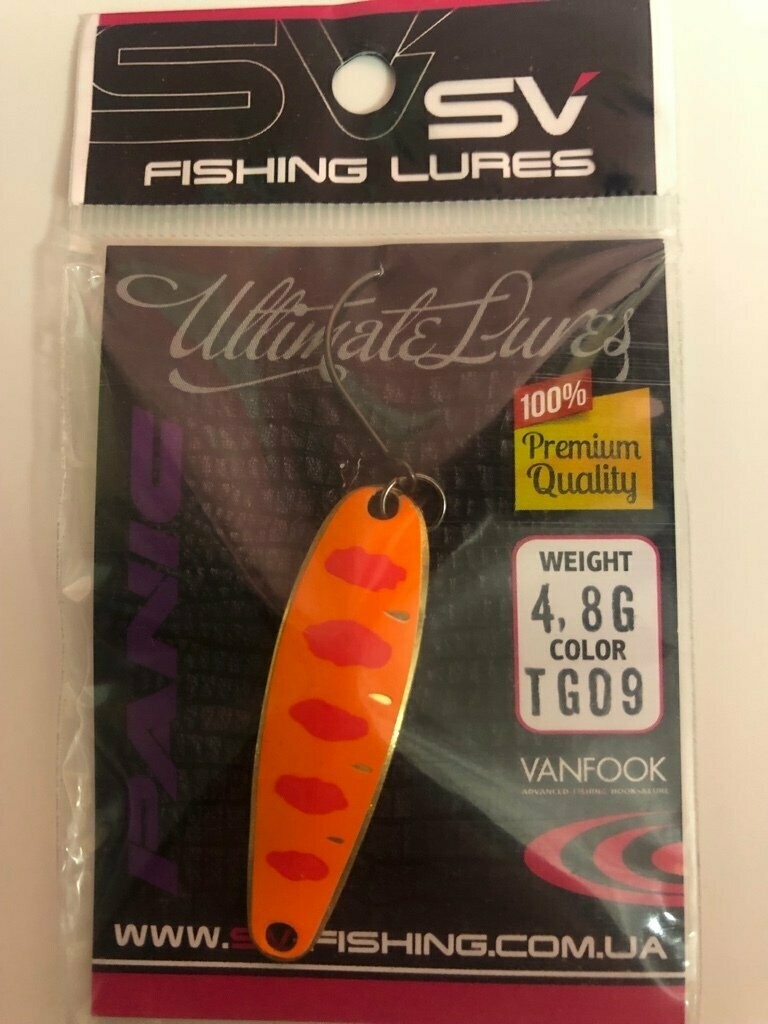 SV
SV
FISHING LURES
Ultimate Lures
100%
Premium
Quality
PANIC
WEIGHT
4,8G
COLOR
TG09
VANFOOK
WWW.SVFISHING.COM.UA